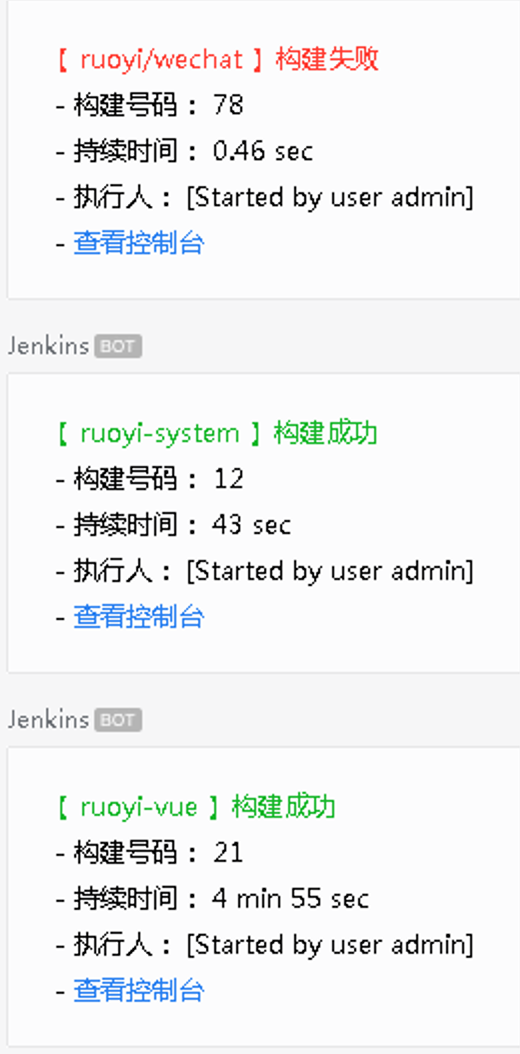 【 ruoyi/wechat 】构建失败
- 构建号码： 78
- 持续时间： 0.46 sec
- 执行人： [Started by user admin]
- 查看控制台
Jenkins BOT
【 ruoyi-system 】构建成功
- 构建号码： 12
- 持续时间： 43 sec
- 执行人： [Started by user admin]
- 查看控制台
Jenkins BOT
【 ruoyi-vue 】构建成功
- 构建号码： 21
- 持续时间： 4 min 55 sec
- 执行人： [Started by user admin]
- 查看控制台